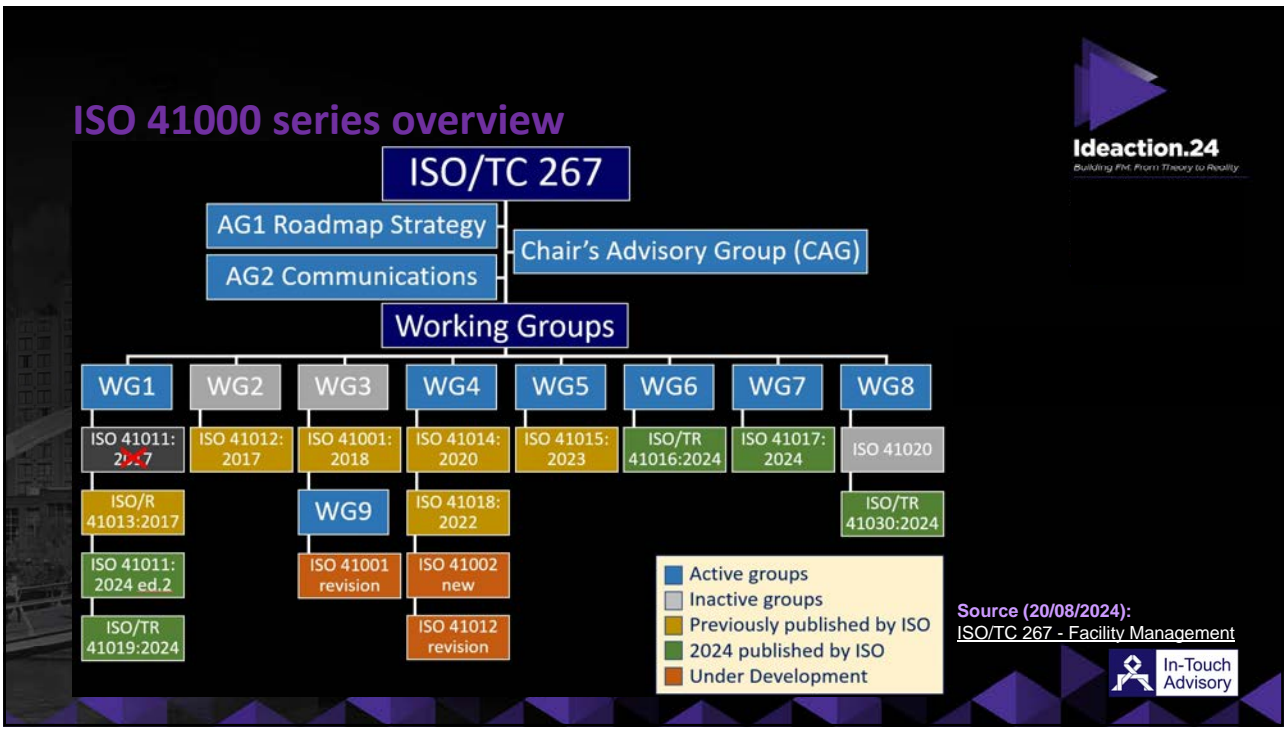 ISO 41000 series overview
Ideaction.24
Building FM: From Theory to Reality
ISO/TC 267
AG1 Roadmap Strategy
Chair's Advisory Group (CAG)
AG2 Communications
Working Groups
WG1
WG2
WG3
WG4
WG5
WG6
WG7
WG8
ISO 41011:
2017
ISO 41012:
2017
ISO 41001:
2018
ISO 41014:
2020
ISO 41015:
2023
ISO/TR
41016:2024
ISO 41017:
2024
ISO 41020
ISO/R
41013:2017
WG9
ISO 41018:
2022
ISO/TR
41030:2024
ISO 41011:
2024 ed.2
ISO 41001
revision
ISO 41002
new
ISO/TR
41019:2024
ISO 41012
revision
Active groups
Inactive groups
Previously published by ISO
2024 published by ISO
Under Development
Source (20/08/2024):
ISO/TC 267 - Facility Management
In-Touch
Advisory